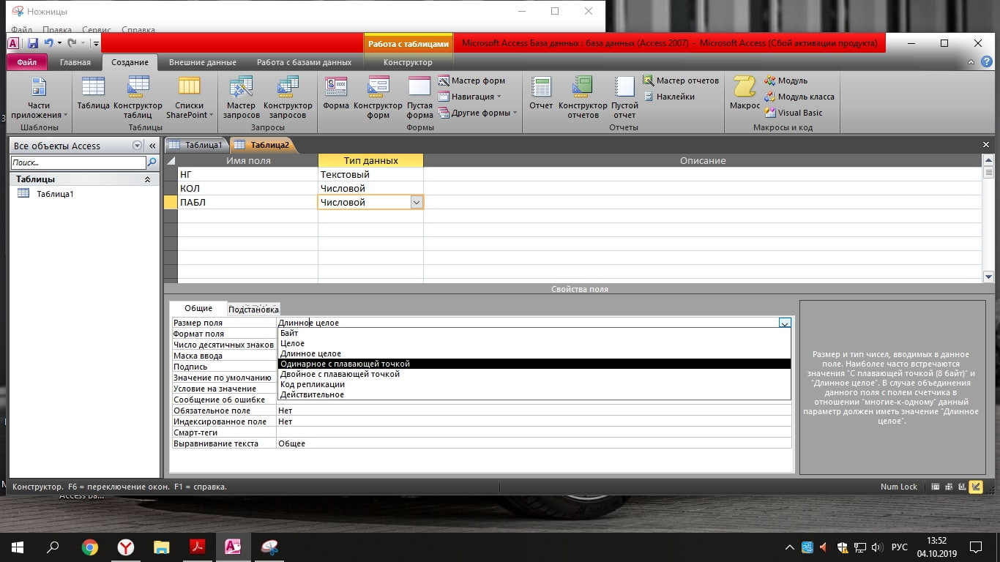 Ножницы
Файл Правка Сервис Справка
Работа с таблицами
Microsoft Access База данных : база данных (Access 2007) - Microsoft Access (Сбой активации продукта)
Файл Главная Создание Внешние данные Работа с базами данных Конструктор
Части приложения
Таблица
Конструктор таблиц
Списки SharePoint
Мастер запросов
Конструктор запросов
Форма
Конструктор форм
Пустая форма
Мастер форм
Навигация
Другие формы
Отчет
Конструктор отчетов
Пустой отчет
Мастер отчетов
Наклейки
Макрос
Модуль
Модуль класса
Visual Basic
Шаблоны Таблицы Запросы Формы Отчеты Макросы и код
Все объекты Access «
Поиск...
Таблицы
Таблица1
Таблица1 Таблица2
Имя поля Тип данных Описание
НГ Текстовый
КОЛ Числовой
ПАБЛ Числовой
Свойства поля
Общие Подстановка
Размер поля Длинное целое
Формат поля
Число десятичных знаков
Маска ввода
Подпись
Значение по умолчанию
Условие на значение
Сообщение об ошибке
Обязательное поле Нет
Индексированное поле Нет
Смарт-теги
Выравнивание текста Общее
Байт
Целое
Длинное целое
Одинарное с плавающей точкой
Двойное с плавающей точкой
Код репликации
Действительное
Размер и тип чисел, вводимых в данное
поле. Наиболее часто встречаются
значения "С плавающей точкой (8 байт)" и
"Длинное целое". В случае объединения
данного поля с полем счетчика в
отношении "многие-к-одному" данный
параметр должен иметь значение "Длинное
целое".
Конструктор. F6 = переключение окон. F1 = справка.
Num Lock
Access Ba...
РУС
13:52
04.10.2019